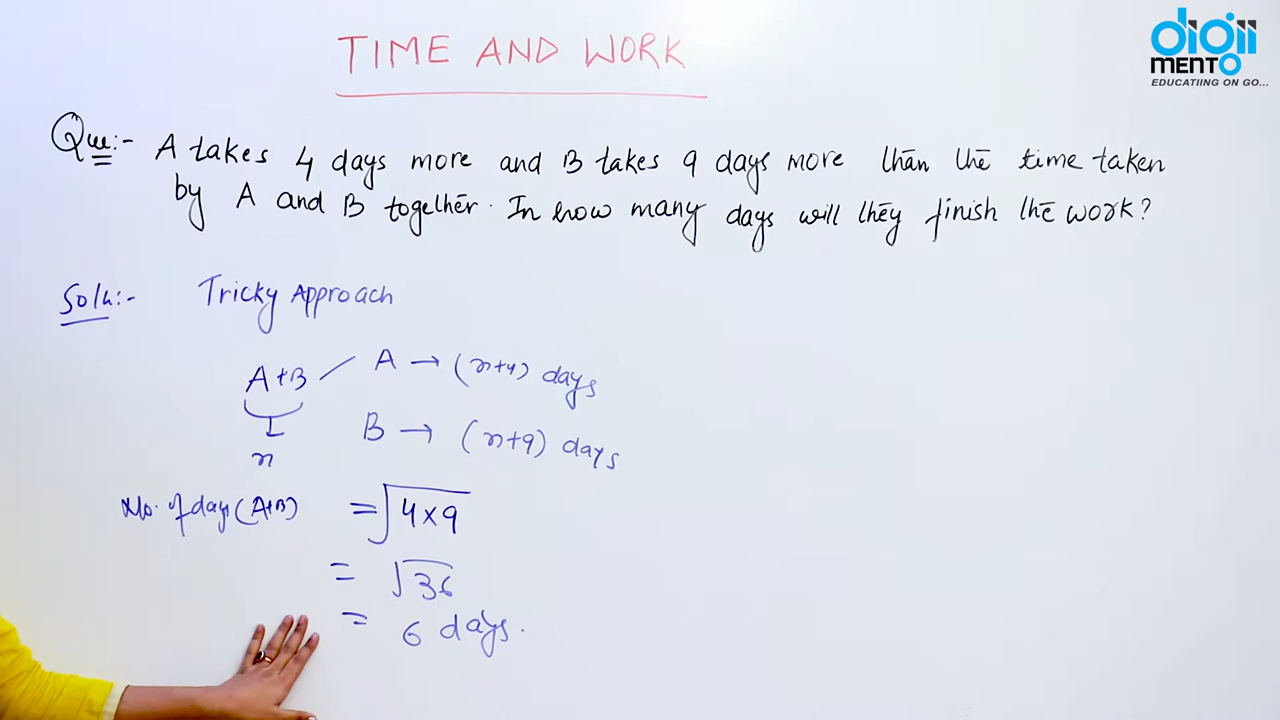 TIME AND WORK
digii
MENTO
EDUCATIING ON GO...
Que:- A takes 4 days more and B takes 9 days more than the time taken
by A and B together. In how many days will they finish the work?
Soln:- Tricky Approach
A+B A → (n+4) days
n
B → (n+9) days
No. of days (A+B) = √4×9
= √36
= 6 days.